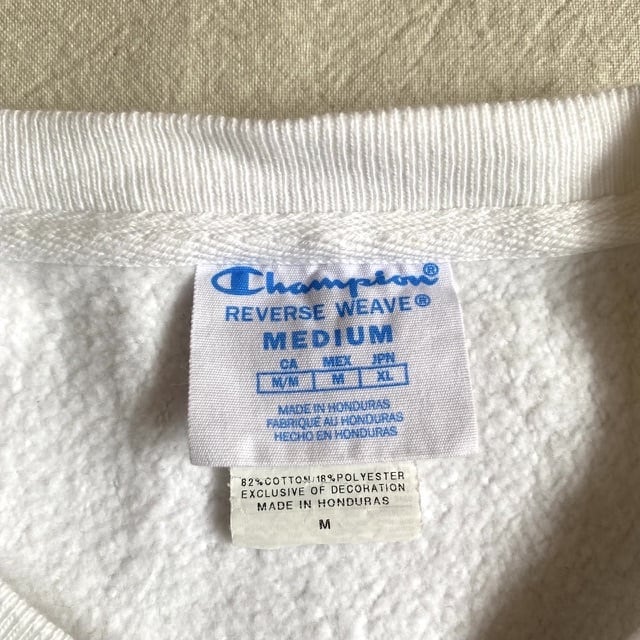 Champion®
REVERSE WEAVE®
MEDIUM
CA MEX JPN
M/M M XL
MADE IN HONDURAS
FABRIQUÉ AU HONDURAS
HECHO EN HONDURAS
82%COTTON/18%POLYESTER
EXCLUSIVE OF DECORATION
MADE IN HONDURAS
M